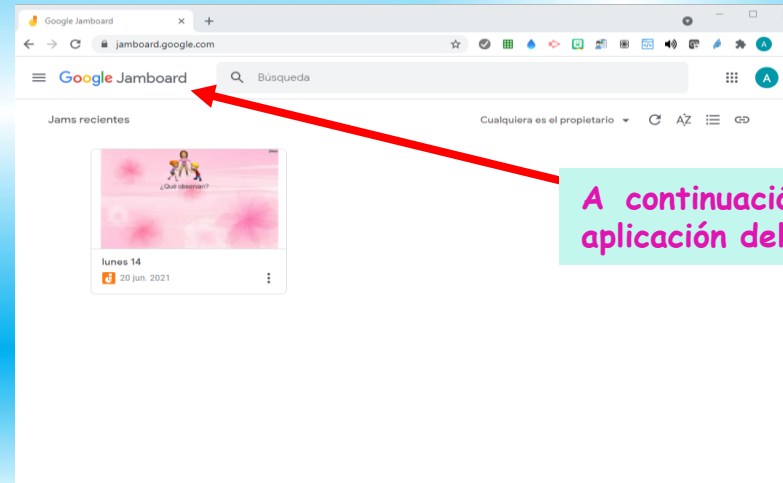 Google Jamboard
jamboard.google.com
A
Google Jamboard
Búsqueda
A
Jams recientes
Cualquiera es el propietario
AZ
¿Qué observan?
lunes 14
20 jun. 2021
A continuació
aplicación del